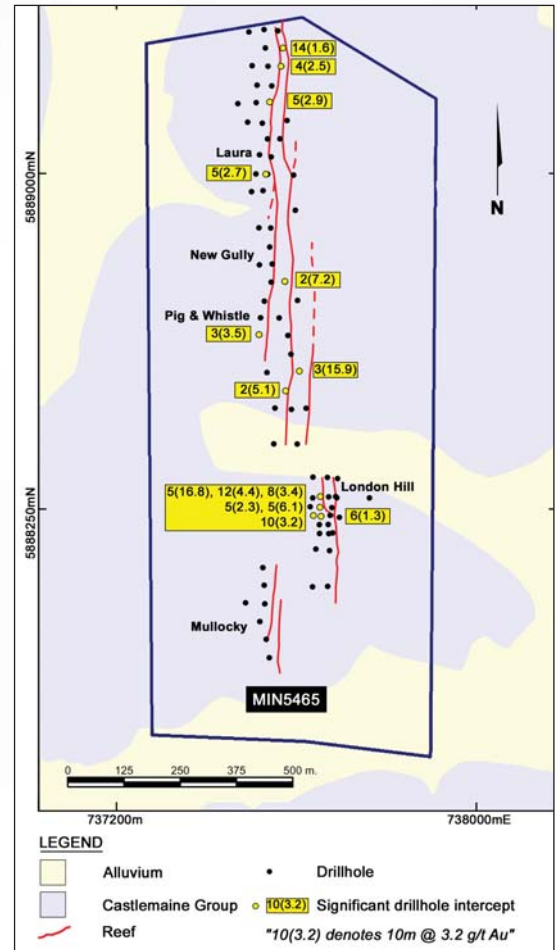 14(1.6)
4(2.5)
5(2.9)
Laura
5889000mN
5(2.7)
N
New Gully
2(7.2)
Pig & Whistle
3(3.5)
3(15.9)
2(5.1)
London Hill
5(16.8), 12(4.4), 8(3.4)
5(2.3), 5(6.1)
10(3.2)
6(1.3)
5888250mN
Mullocky
MIN5465
0 125 250 375 500 m.
737200m 738000mE
LEGEND
Alluvium
Drillhole
Castlemaine Group
10(3.2) Significant drillhole intercept
Reef
"10(3.2) denotes 10m @ 3.2 g/t Au"